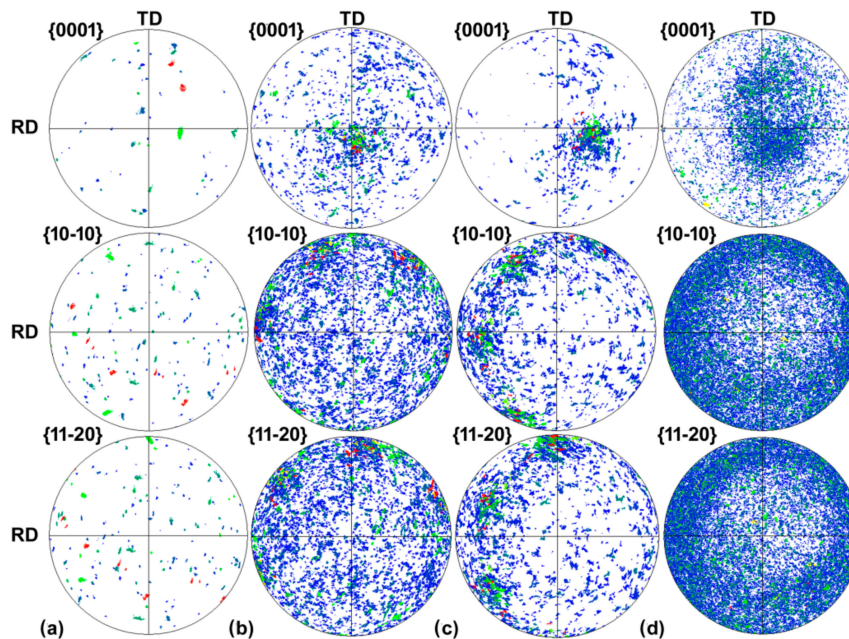 TD TD TD TD
{0001} {0001} {0001} {0001}
RD
{10-10} {10-10} {10-10} {10-10}
RD
{11-20} {11-20} {11-20} {11-20}
RD
(a) (b) (c) (d)